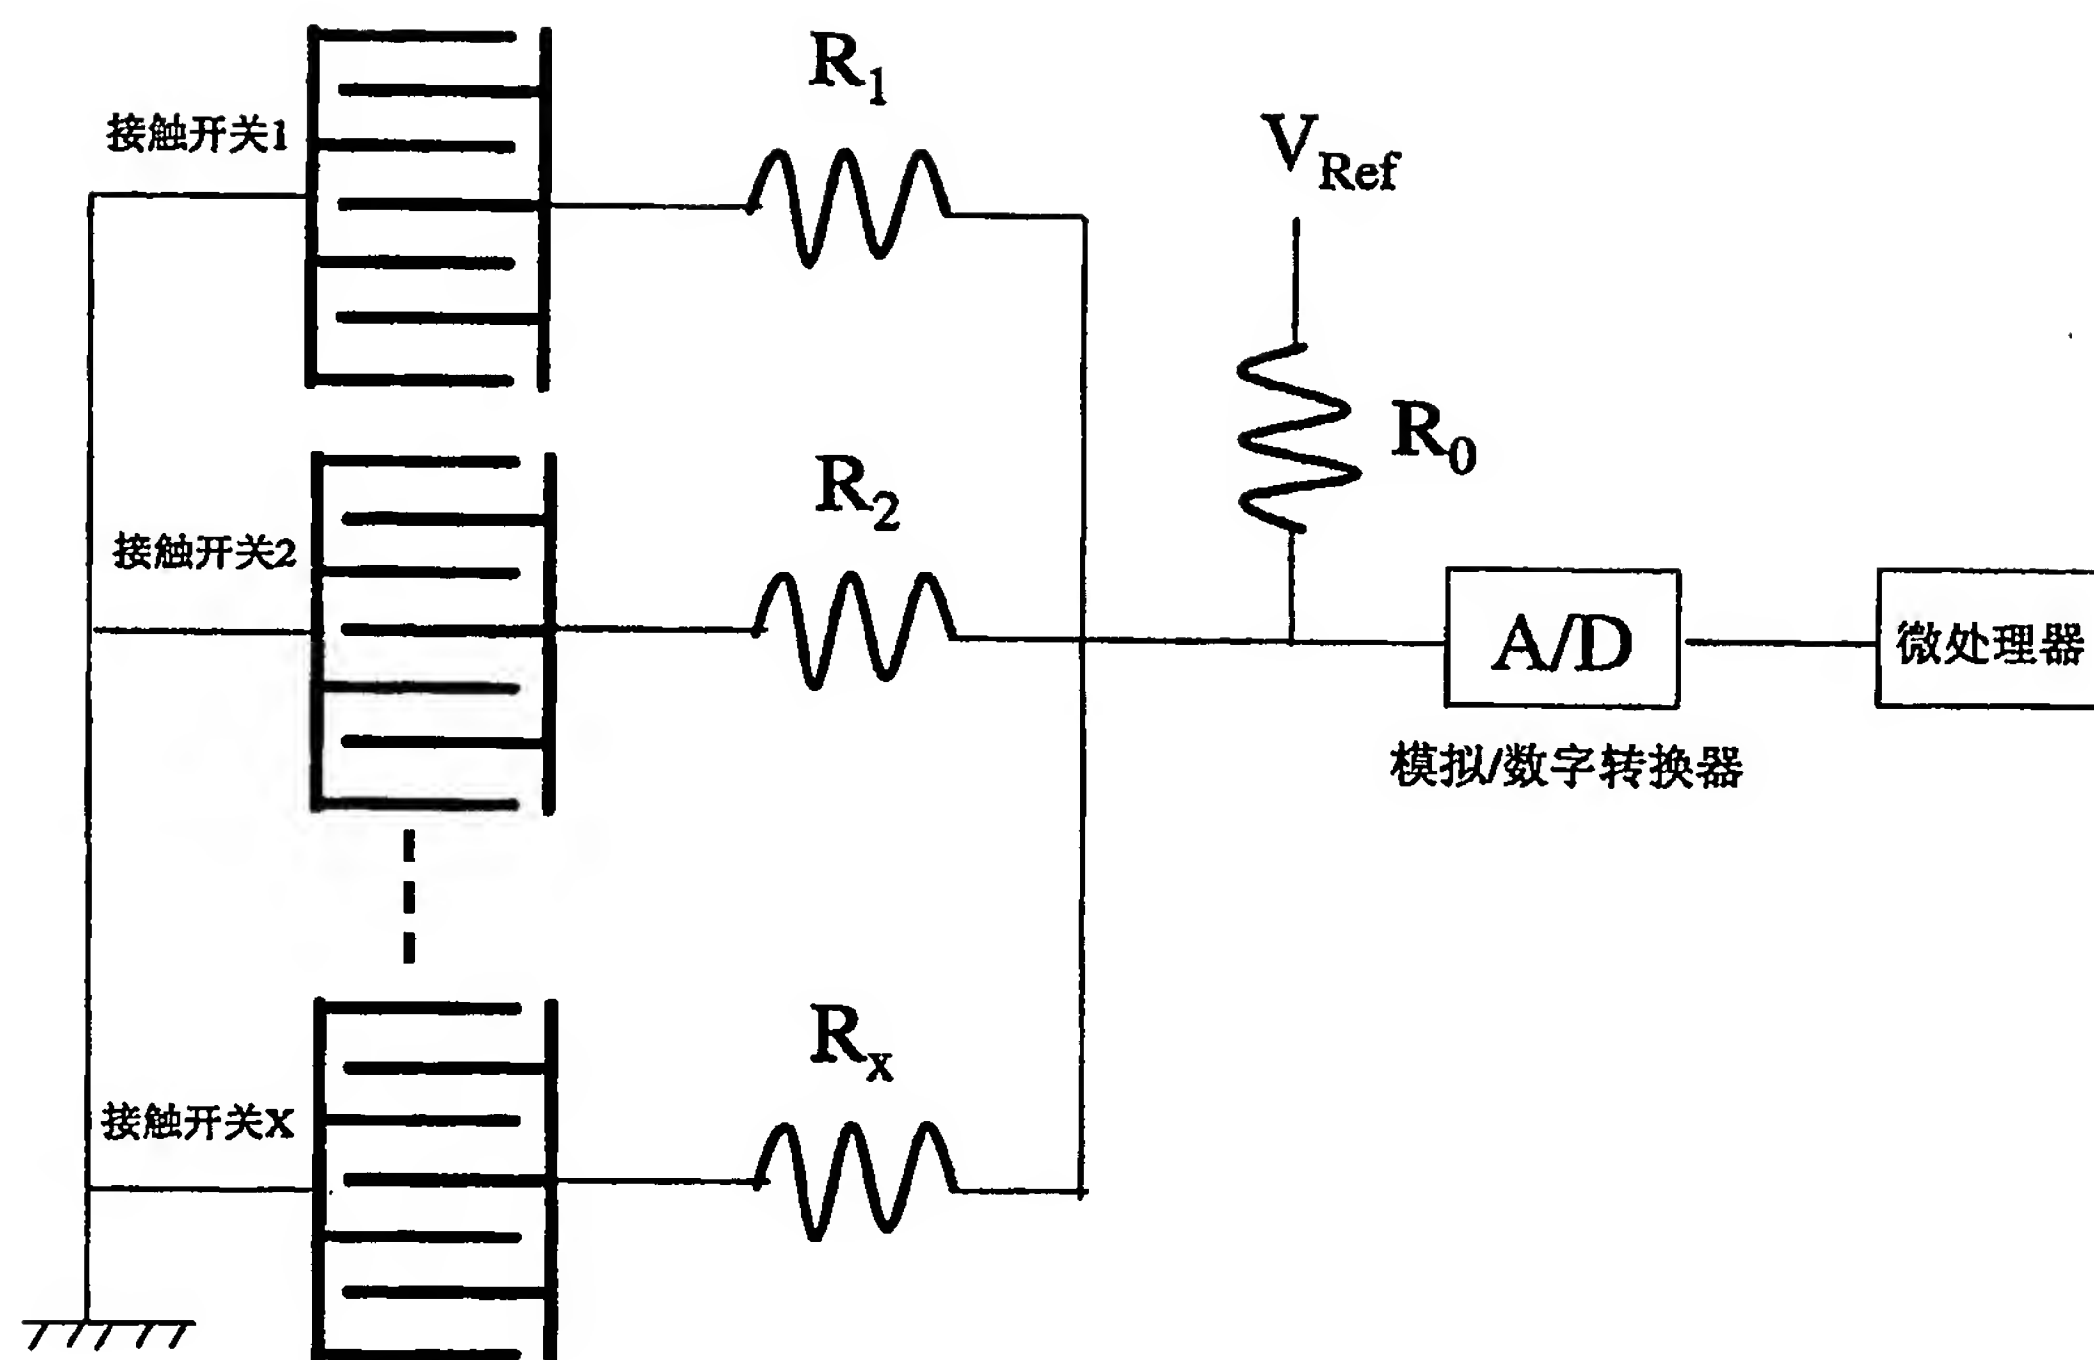 R1
接触开关1
VRef
R0
R2
接触开关2
A/D
微处理器
模拟/数字转换器
Rx
接触开关X